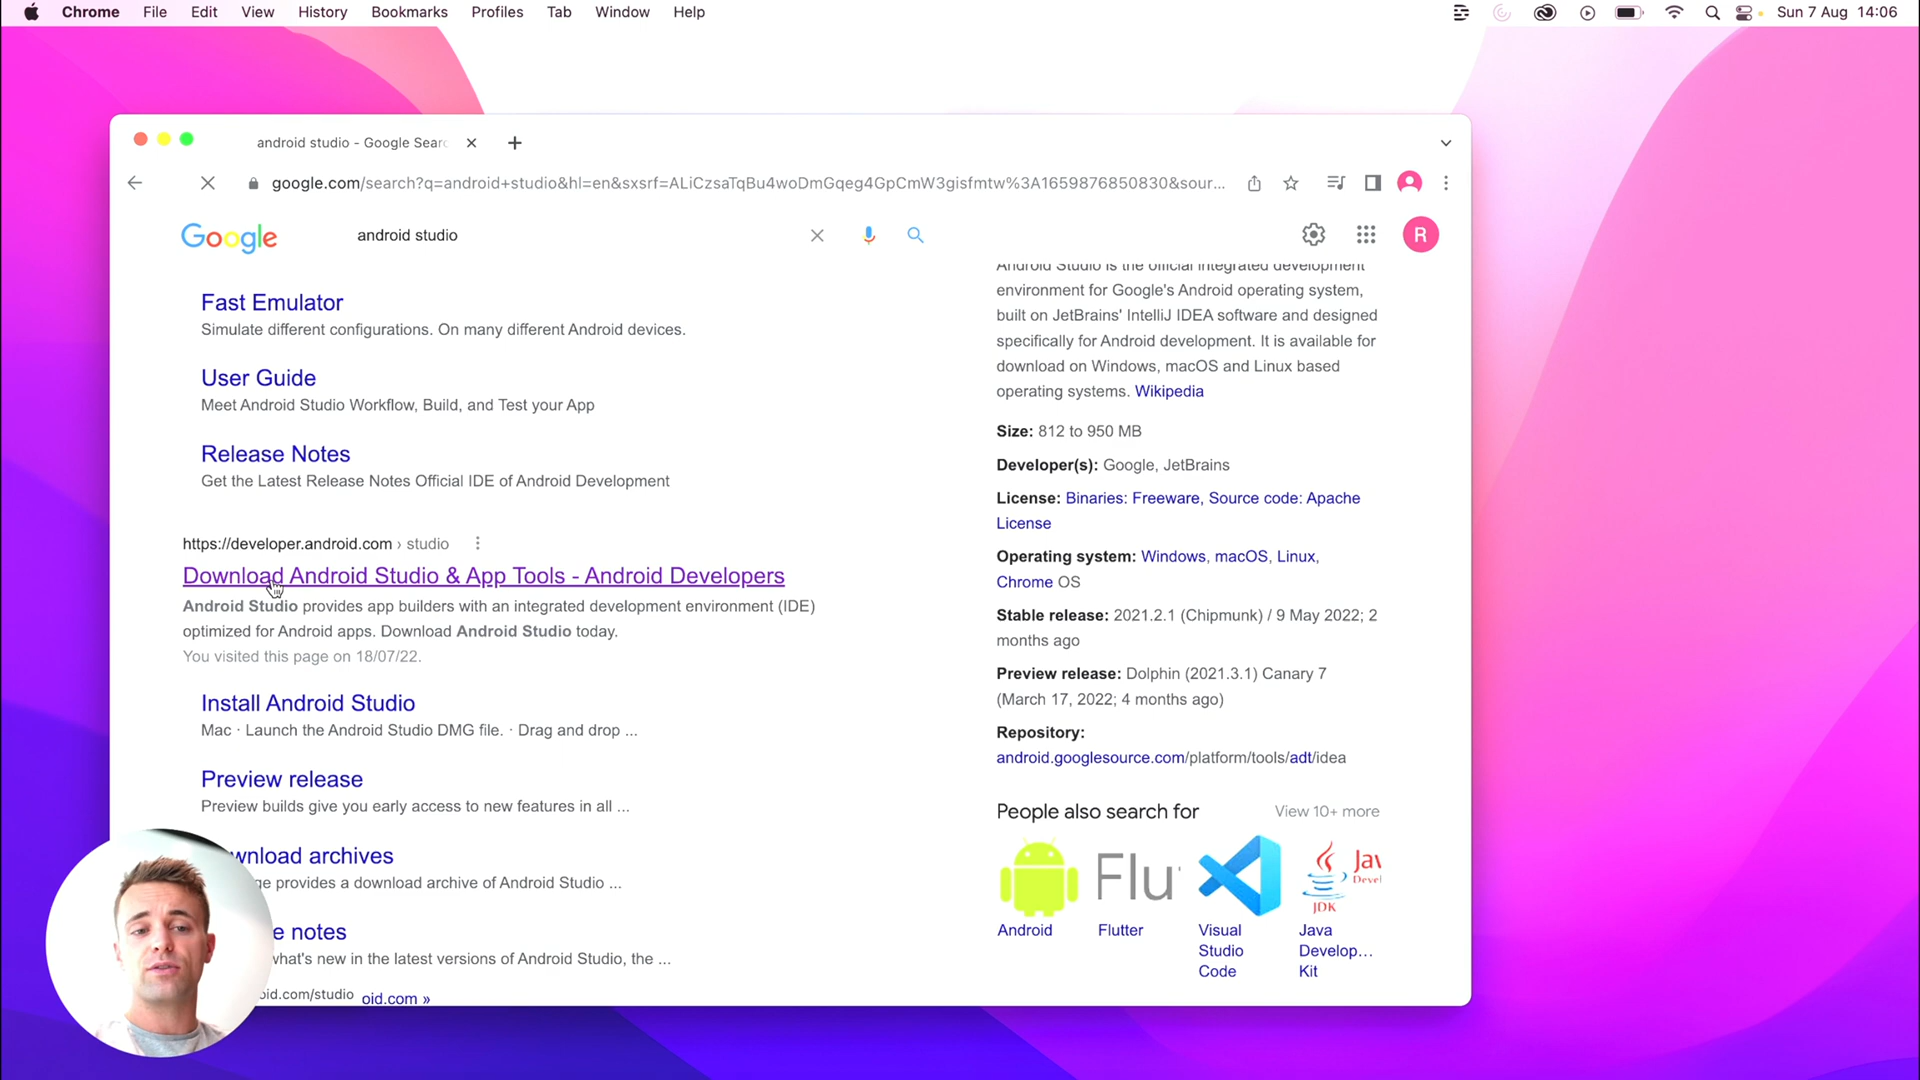 Chrome File Edit View History Bookmarks Profiles Tab Window Help Sun 7 Aug 14:06
android studio - Google Sear
google.com/search?q=android+studio&hl=en&sxsrf=ALiCzsaTqBu4woDmGqeg4GpCmW3gisfmtw%3A1659876850830&sour...
Google android studio R
Fast Emulator
Simulate different configurations. On many different Android devices.
User Guide
Meet Android Studio Workflow, Build, and Test your App
Release Notes
Get the Latest Release Notes Official IDE of Android Development
https://developer.android.com › studio
Download Android Studio & App Tools - Android Developers
Android Studio provides app builders with an integrated development environment (IDE)
optimized for Android apps. Download Android Studio today.
You visited this page on 18/07/22.
Install Android Studio
Mac · Launch the Android Studio DMG file. · Drag and drop ...
Preview release
Preview builds give you early access to new features in all ...
wnload archives
ge provides a download archive of Android Studio ...
e notes
what's new in the latest versions of Android Studio, the ...
oid.com/studio oid.com »
Android Studio is the official integrated development
environment for Google's Android operating system,
built on JetBrains' IntelliJ IDEA software and designed
specifically for Android development. It is available for
download on Windows, macOS and Linux based
operating systems. Wikipedia
Size: 812 to 950 MB
Developer(s): Google, JetBrains
License: Binaries: Freeware, Source code: Apache
License
Operating system: Windows, macOS, Linux,
Chrome OS
Stable release: 2021.2.1 (Chipmunk) / 9 May 2022; 2
months ago
Preview release: Dolphin (2021.3.1) Canary 7
(March 17, 2022; 4 months ago)
Repository:
android.googlesource.com/platform/tools/adt/idea
People also search for View 10+ more
Flu
Jav
Devel
JDK
Android
Flutter
Visual
Studio
Code
Java
Develop...
Kit